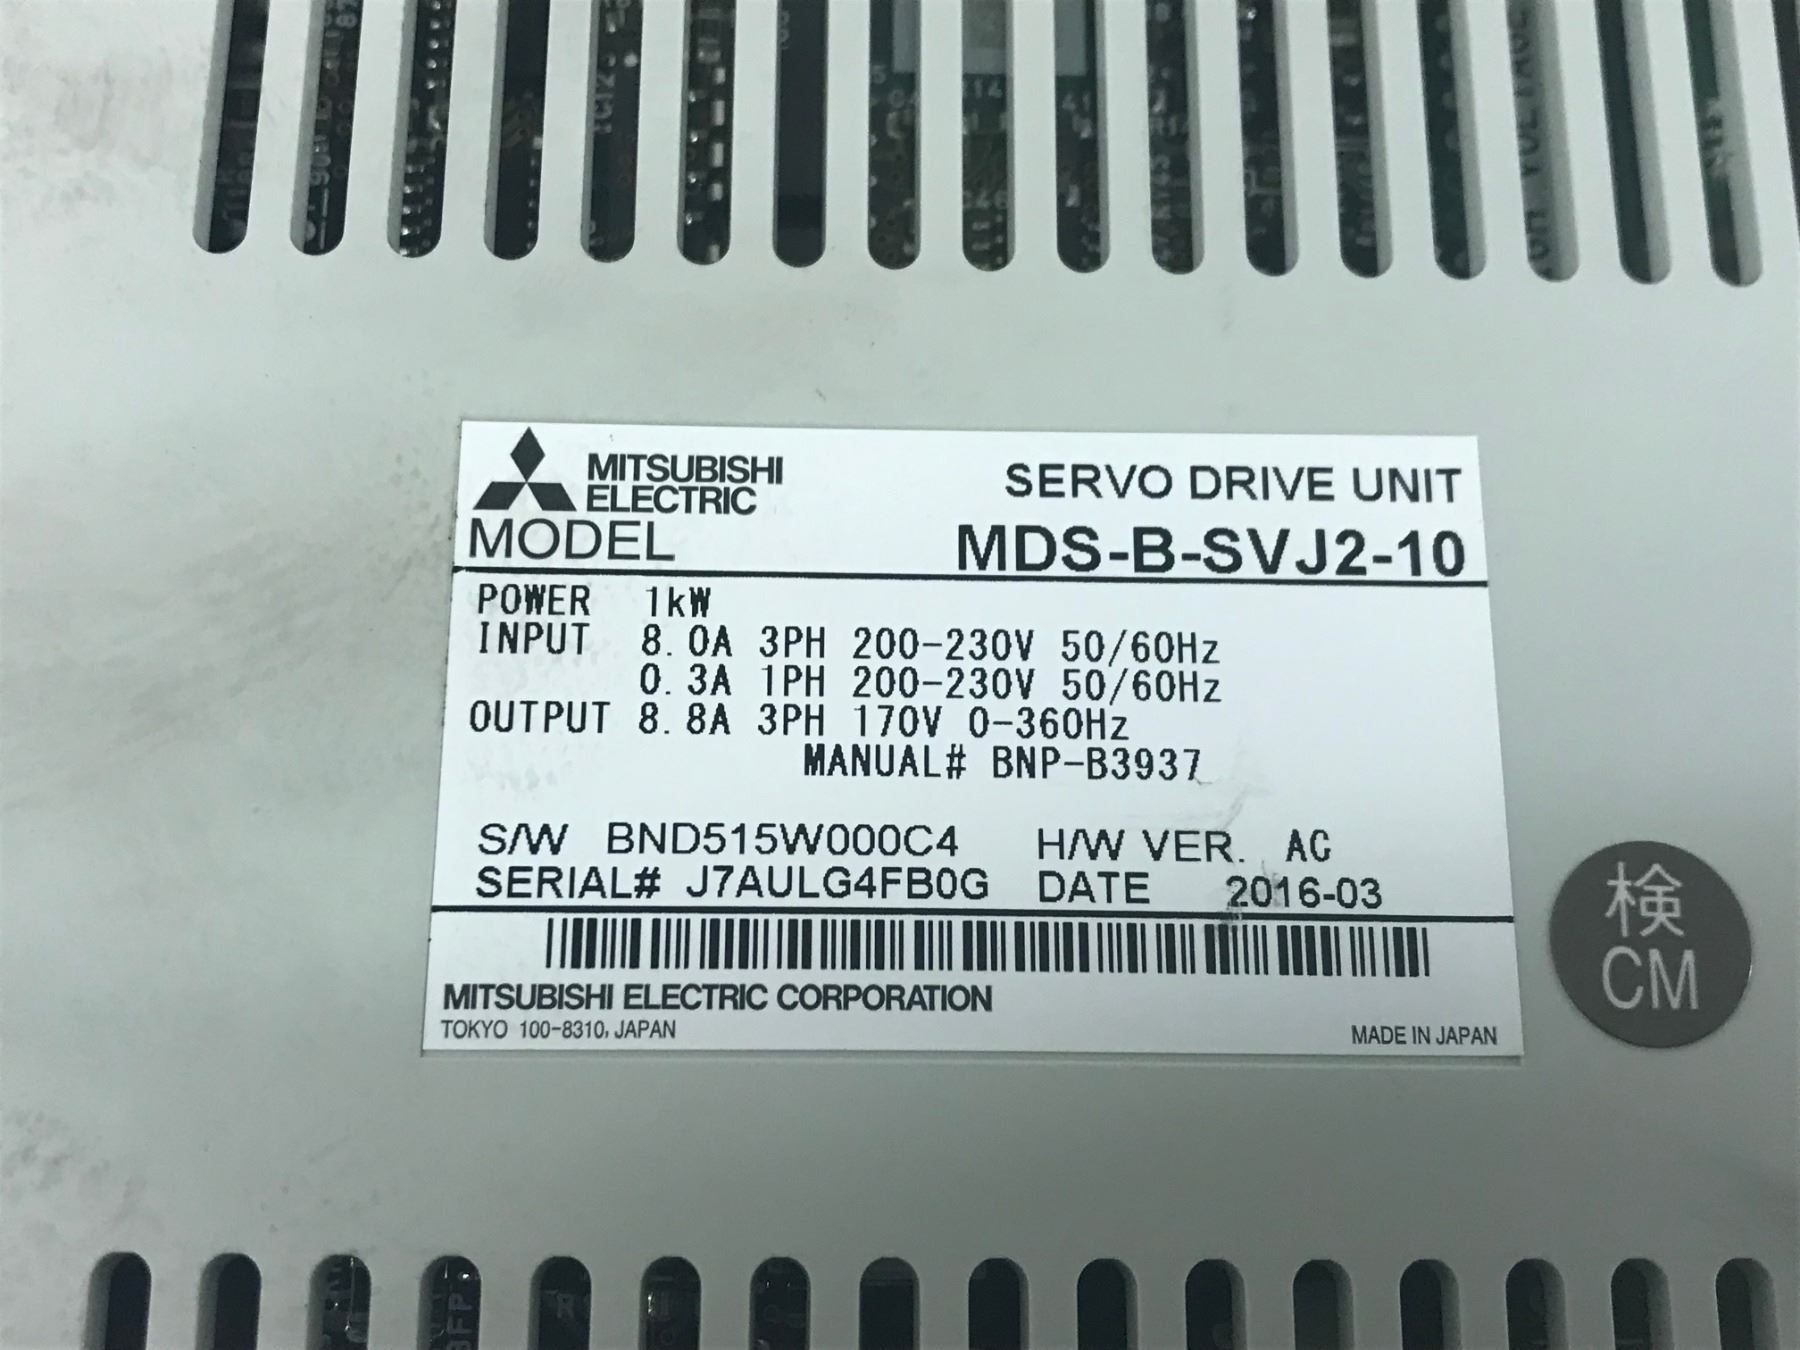 IC125
MITSUBISHI
ELECTRIC
SERVO DRIVE UNIT
MODEL MDS-B-SVJ2-10
POWER 1kW
INPUT 8.0A 3PH 200-230V 50/60Hz
0.3A 1PH 200-230V 50/60Hz
OUTPUT 8.8A 3PH 170V 0-360Hz
MANUAL# BNP-B3937
S/W BND515W000C4 H/W VER. AC
SERIAL# J7AULG4FB0G DATE 2016-03
検
CM
MITSUBISHI ELECTRIC CORPORATION
TOKYO 100-8310, JAPAN
MADE IN JAPAN